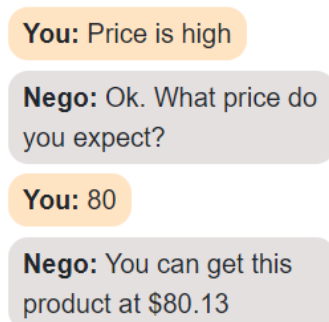 You: Price is high
Nego: Ok. What price do
you expect?
You: 80
Nego: You can get this
product at $80.13